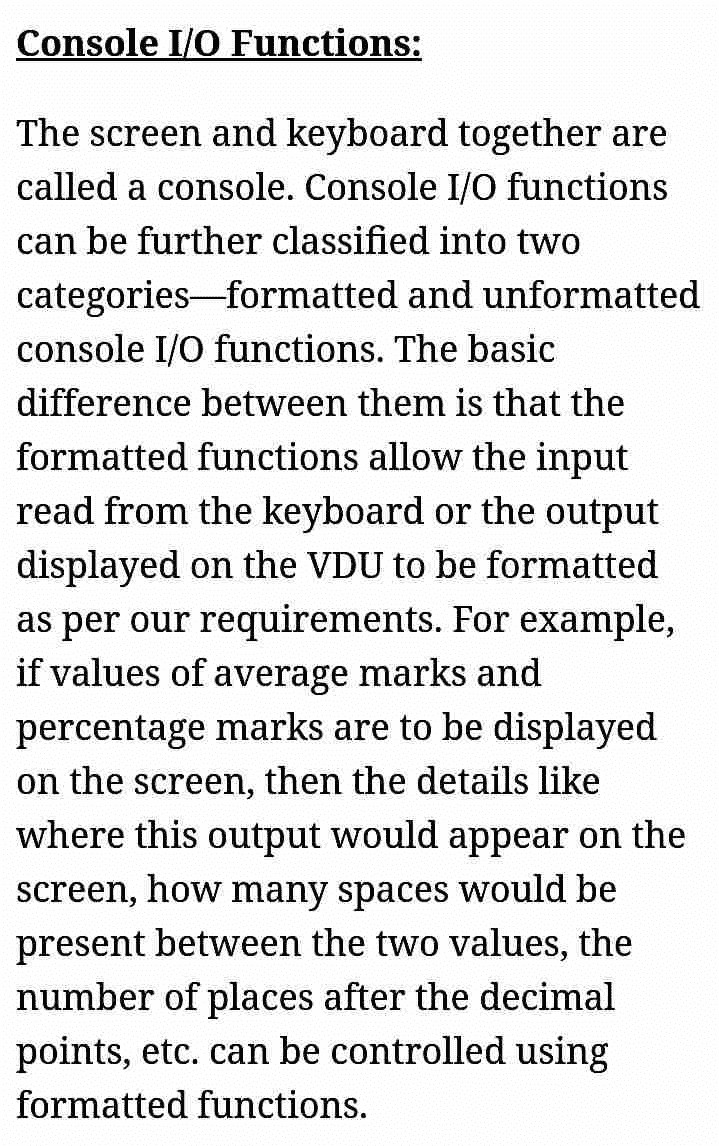 Console I/O Functions:
The screen and keyboard together are
called a console. Console I/O functions
can be further classified into two
categories—formatted and unformatted
console I/O functions. The basic
difference between them is that the
formatted functions allow the input
read from the keyboard or the output
displayed on the VDU to be formatted
as per our requirements. For example,
if values of average marks and
percentage marks are to be displayed
on the screen, then the details like
where this output would appear on the
screen, how many spaces would be
present between the two values, the
number of places after the decimal
points, etc. can be controlled using
formatted functions.